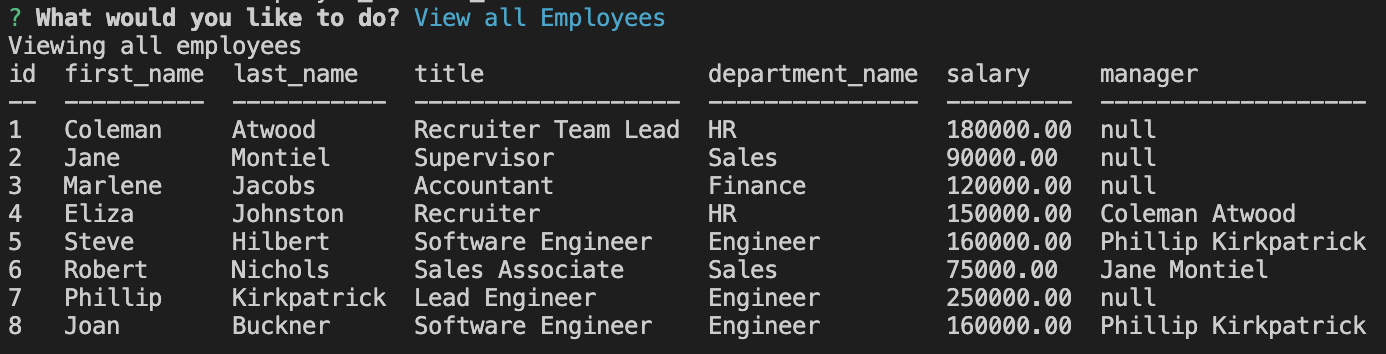 ? What would you like to do? View all Employees
Viewing all employees
id  first_name  last_name    title                department_name  salary     manager
--  ----------  -----------  -------------------  ---------------  ---------  -------------------
1   Coleman     Atwood       Recruiter Team Lead  HR               180000.00  null
2   Jane        Montiel      Supervisor           Sales            90000.00   null
3   Marlene     Jacobs       Accountant           Finance          120000.00  null
4   Eliza       Johnston     Recruiter            HR               150000.00  Coleman Atwood
5   Steve       Hilbert      Software Engineer    Engineer         160000.00  Phillip Kirkpatrick
6   Robert      Nichols      Sales Associate      Sales            75000.00   Jane Montiel
7   Phillip     Kirkpatrick  Lead Engineer        Engineer         250000.00  null
8   Joan        Buckner      Software Engineer    Engineer         160000.00  Phillip Kirkpatrick